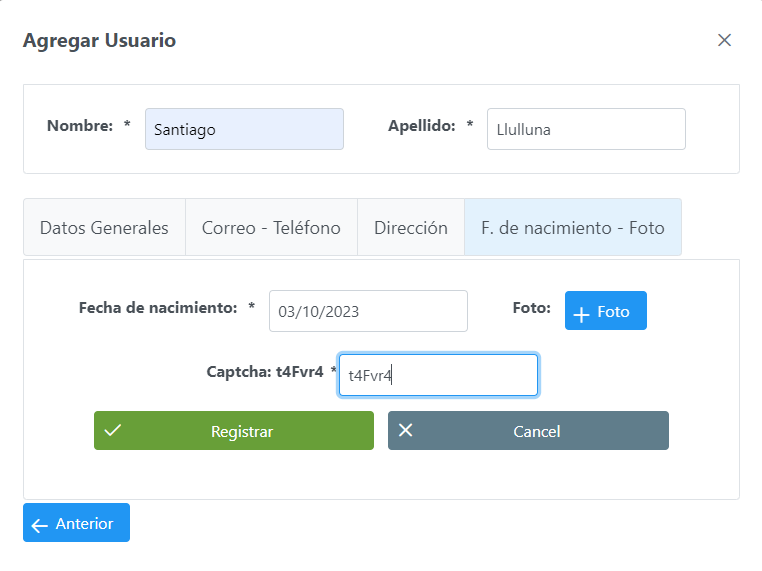 Agregar Usuario
Nombre: * Santiago Apellido: * Llulluna
Datos Generales Correo - Teléfono Dirección F. de nacimiento - Foto
Fecha de nacimiento: * 03/10/2023 Foto: Foto
Captcha: t4Fvr4 * t4Fvr4
Registrar Cancel
Anterior